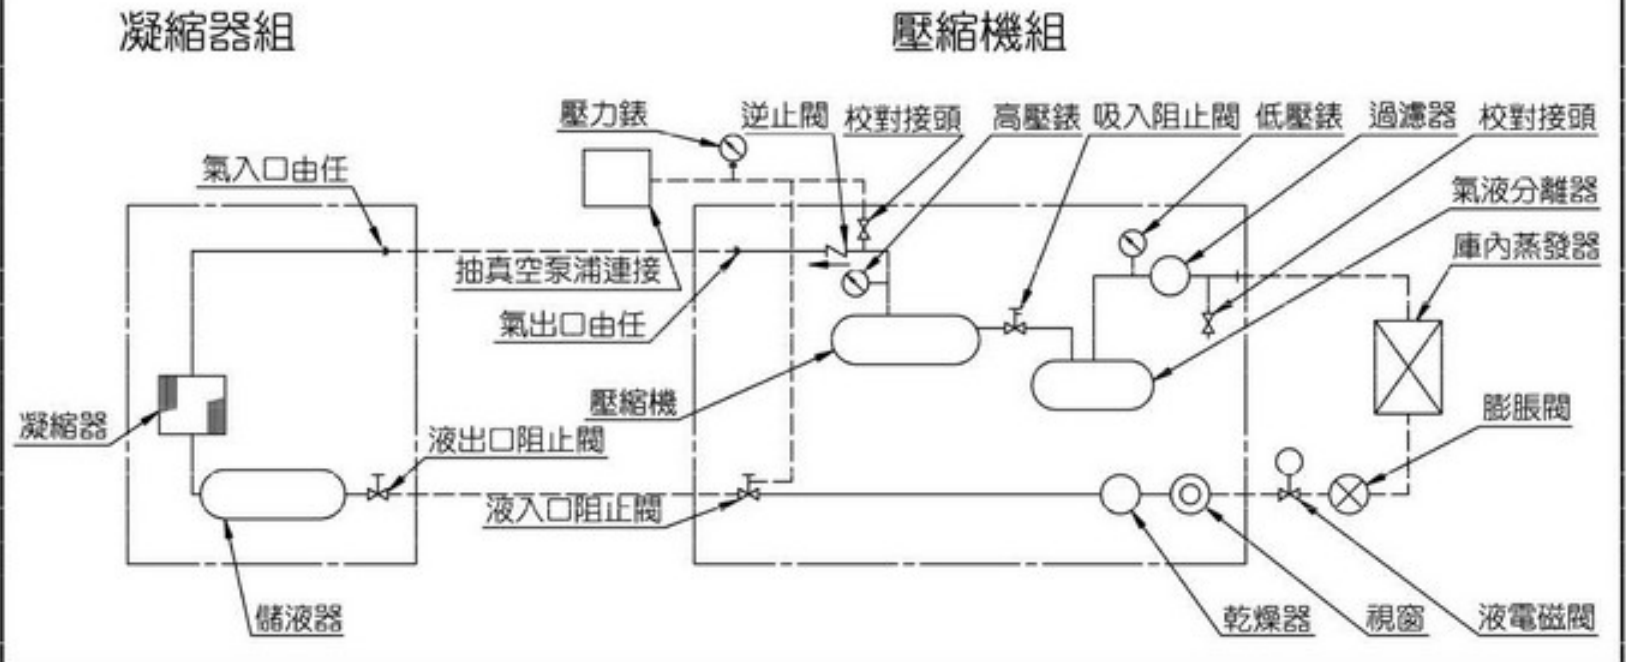 凝縮器組
壓縮機組
壓力錶
逆止閥
校對接頭
高壓錶
吸入阻止閥
低壓錶
過濾器
校對接頭
氣入口由任
氣液分離器
庫內蒸發器
抽真空泵浦連接
氣出口由任
壓縮機
膨脹閥
凝縮器
液出口阻止閥
液入口阻止閥
儲液器
乾燥器
視窗
液電磁閥